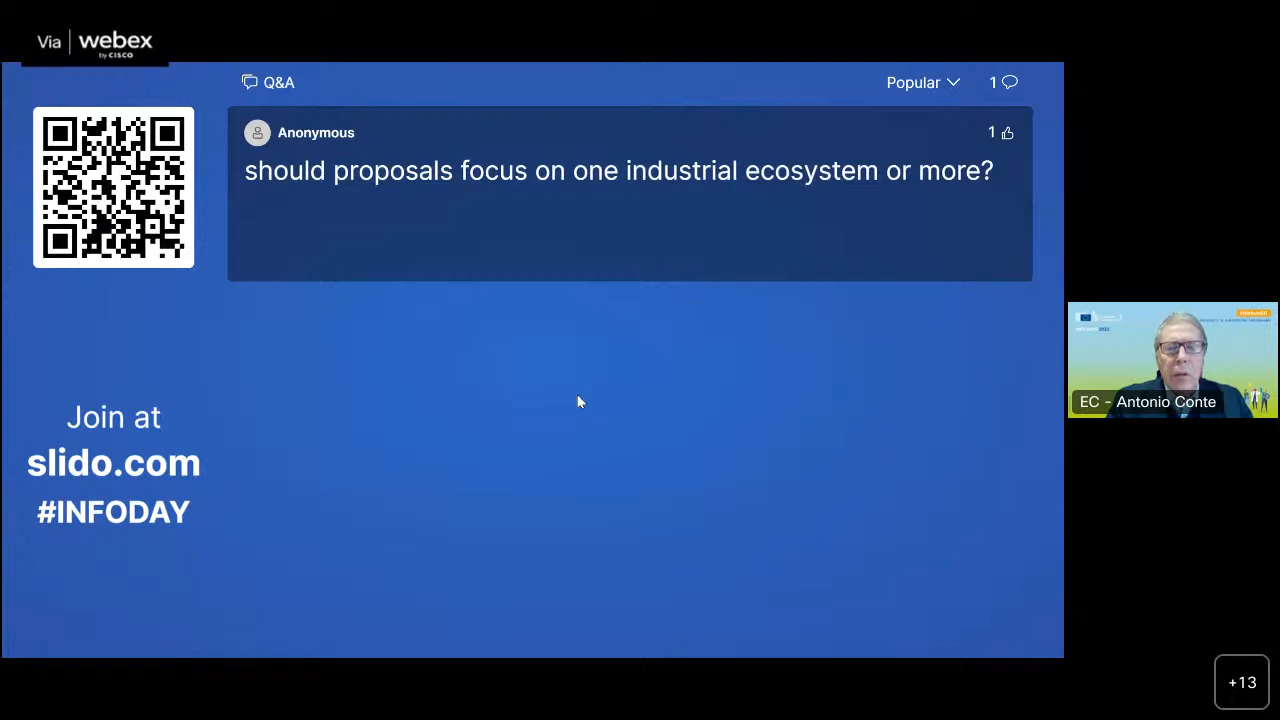 Via webex
by CISCO
Q&A
Popular
1
Anonymous
1
should proposals focus on one industrial ecosystem or more?
Join at
slido.com
#INFODAY
EC - Antonio Conte
+13